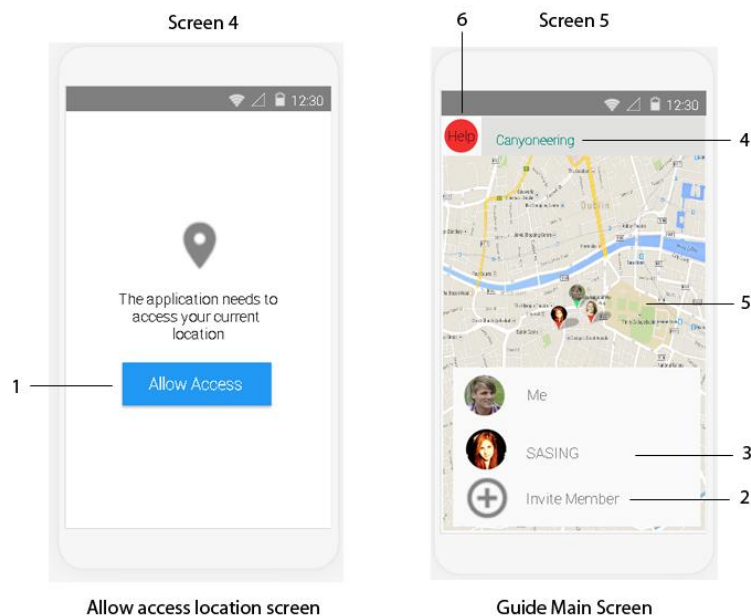 Screen 4
12:30
The application needs to
access your current
location
Allow Access
1
Allow access location screen
6
Screen 5
12:30
Help
Canyoneering
4
Dublin
5
Me
SASING
3
Invite Member
2
Guide Main Screen